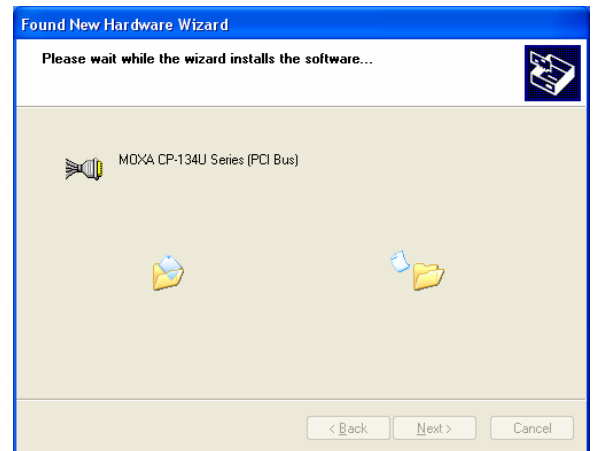 Found New Hardware Wizard
Please wait while the wizard installs the software...
MOXA CP-134U Series (PCI Bus)
< Back
Next >
Cancel